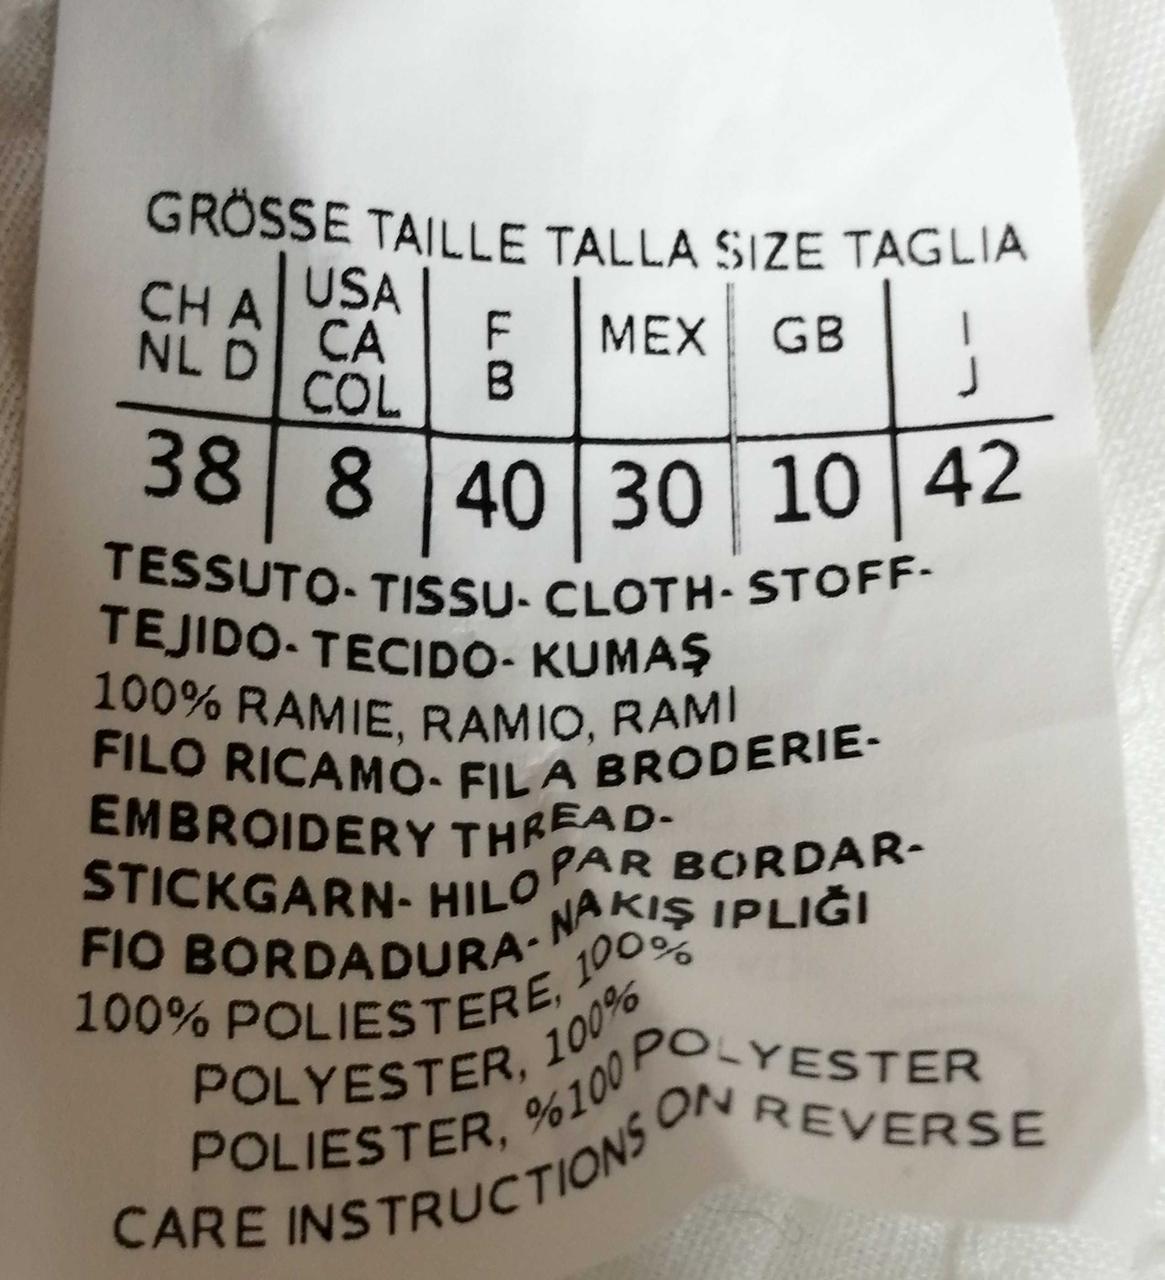 GRÖSSE TAILLE TALLA SIZE TAGLIA
CH A USA F MEX GB I
NL D CA B J
COL
38 8 40 30 10 42
TESSUTO- TISSU- CLOTH- STOFF-
TEJIDO- TECIDO- KUMAŞ
100% RAMIE, RAMIO, RAMI
FILO RICAMO- FIL A BRODERIE-
EMBROIDERY THREAD-
STICKGARN- HILO PAR BORDAR-
FIO BORDADURA- NAKIŞ IPLIĞI
100% POLIESTERE, 100%
POLYESTER, 100%
POLIESTER, %100 POLYESTER
CARE INSTRUCTIONS ON REVERSE